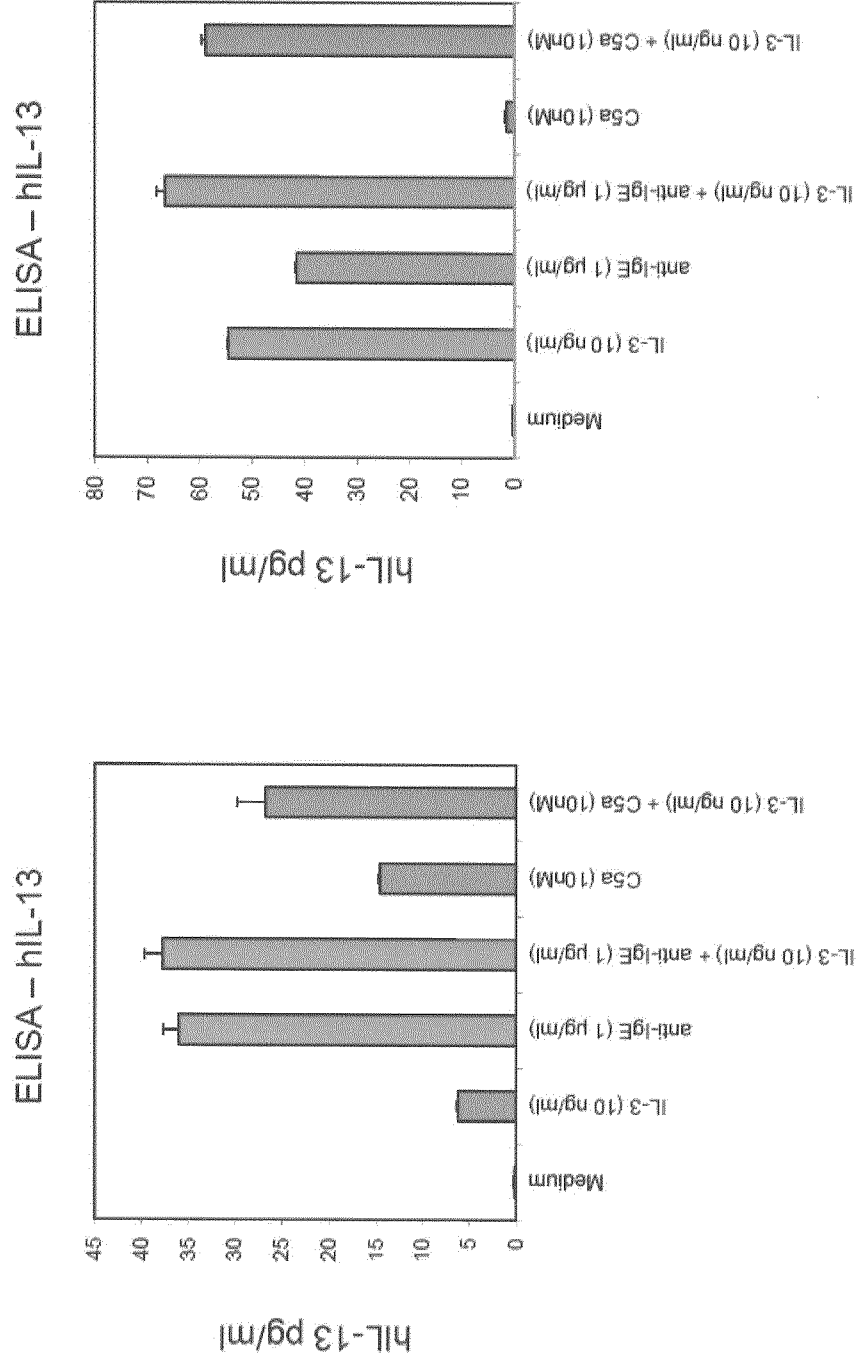 ELISA – hIL-13
hIL-13 pg/ml
45
40
35
30
25
20
15
10
5
0
Medium
IL-3 (10 ng/ml)
anti-IgE (1 µg/ml)
IL-3 (10 ng/ml) + anti-IgE (1 µg/ml)
C5a (10nM)
IL-3 (10 ng/ml) + C5a (10nM)
ELISA – hIL-13
hIL-13 pg/ml
80
70
60
50
40
30
20
10
0
Medium
IL-3 (10 ng/ml)
anti-IgE (1 µg/ml)
IL-3 (10 ng/ml) + anti-IgE (1 µg/ml)
C5a (10nM)
IL-3 (10 ng/ml) + C5a (10nM)